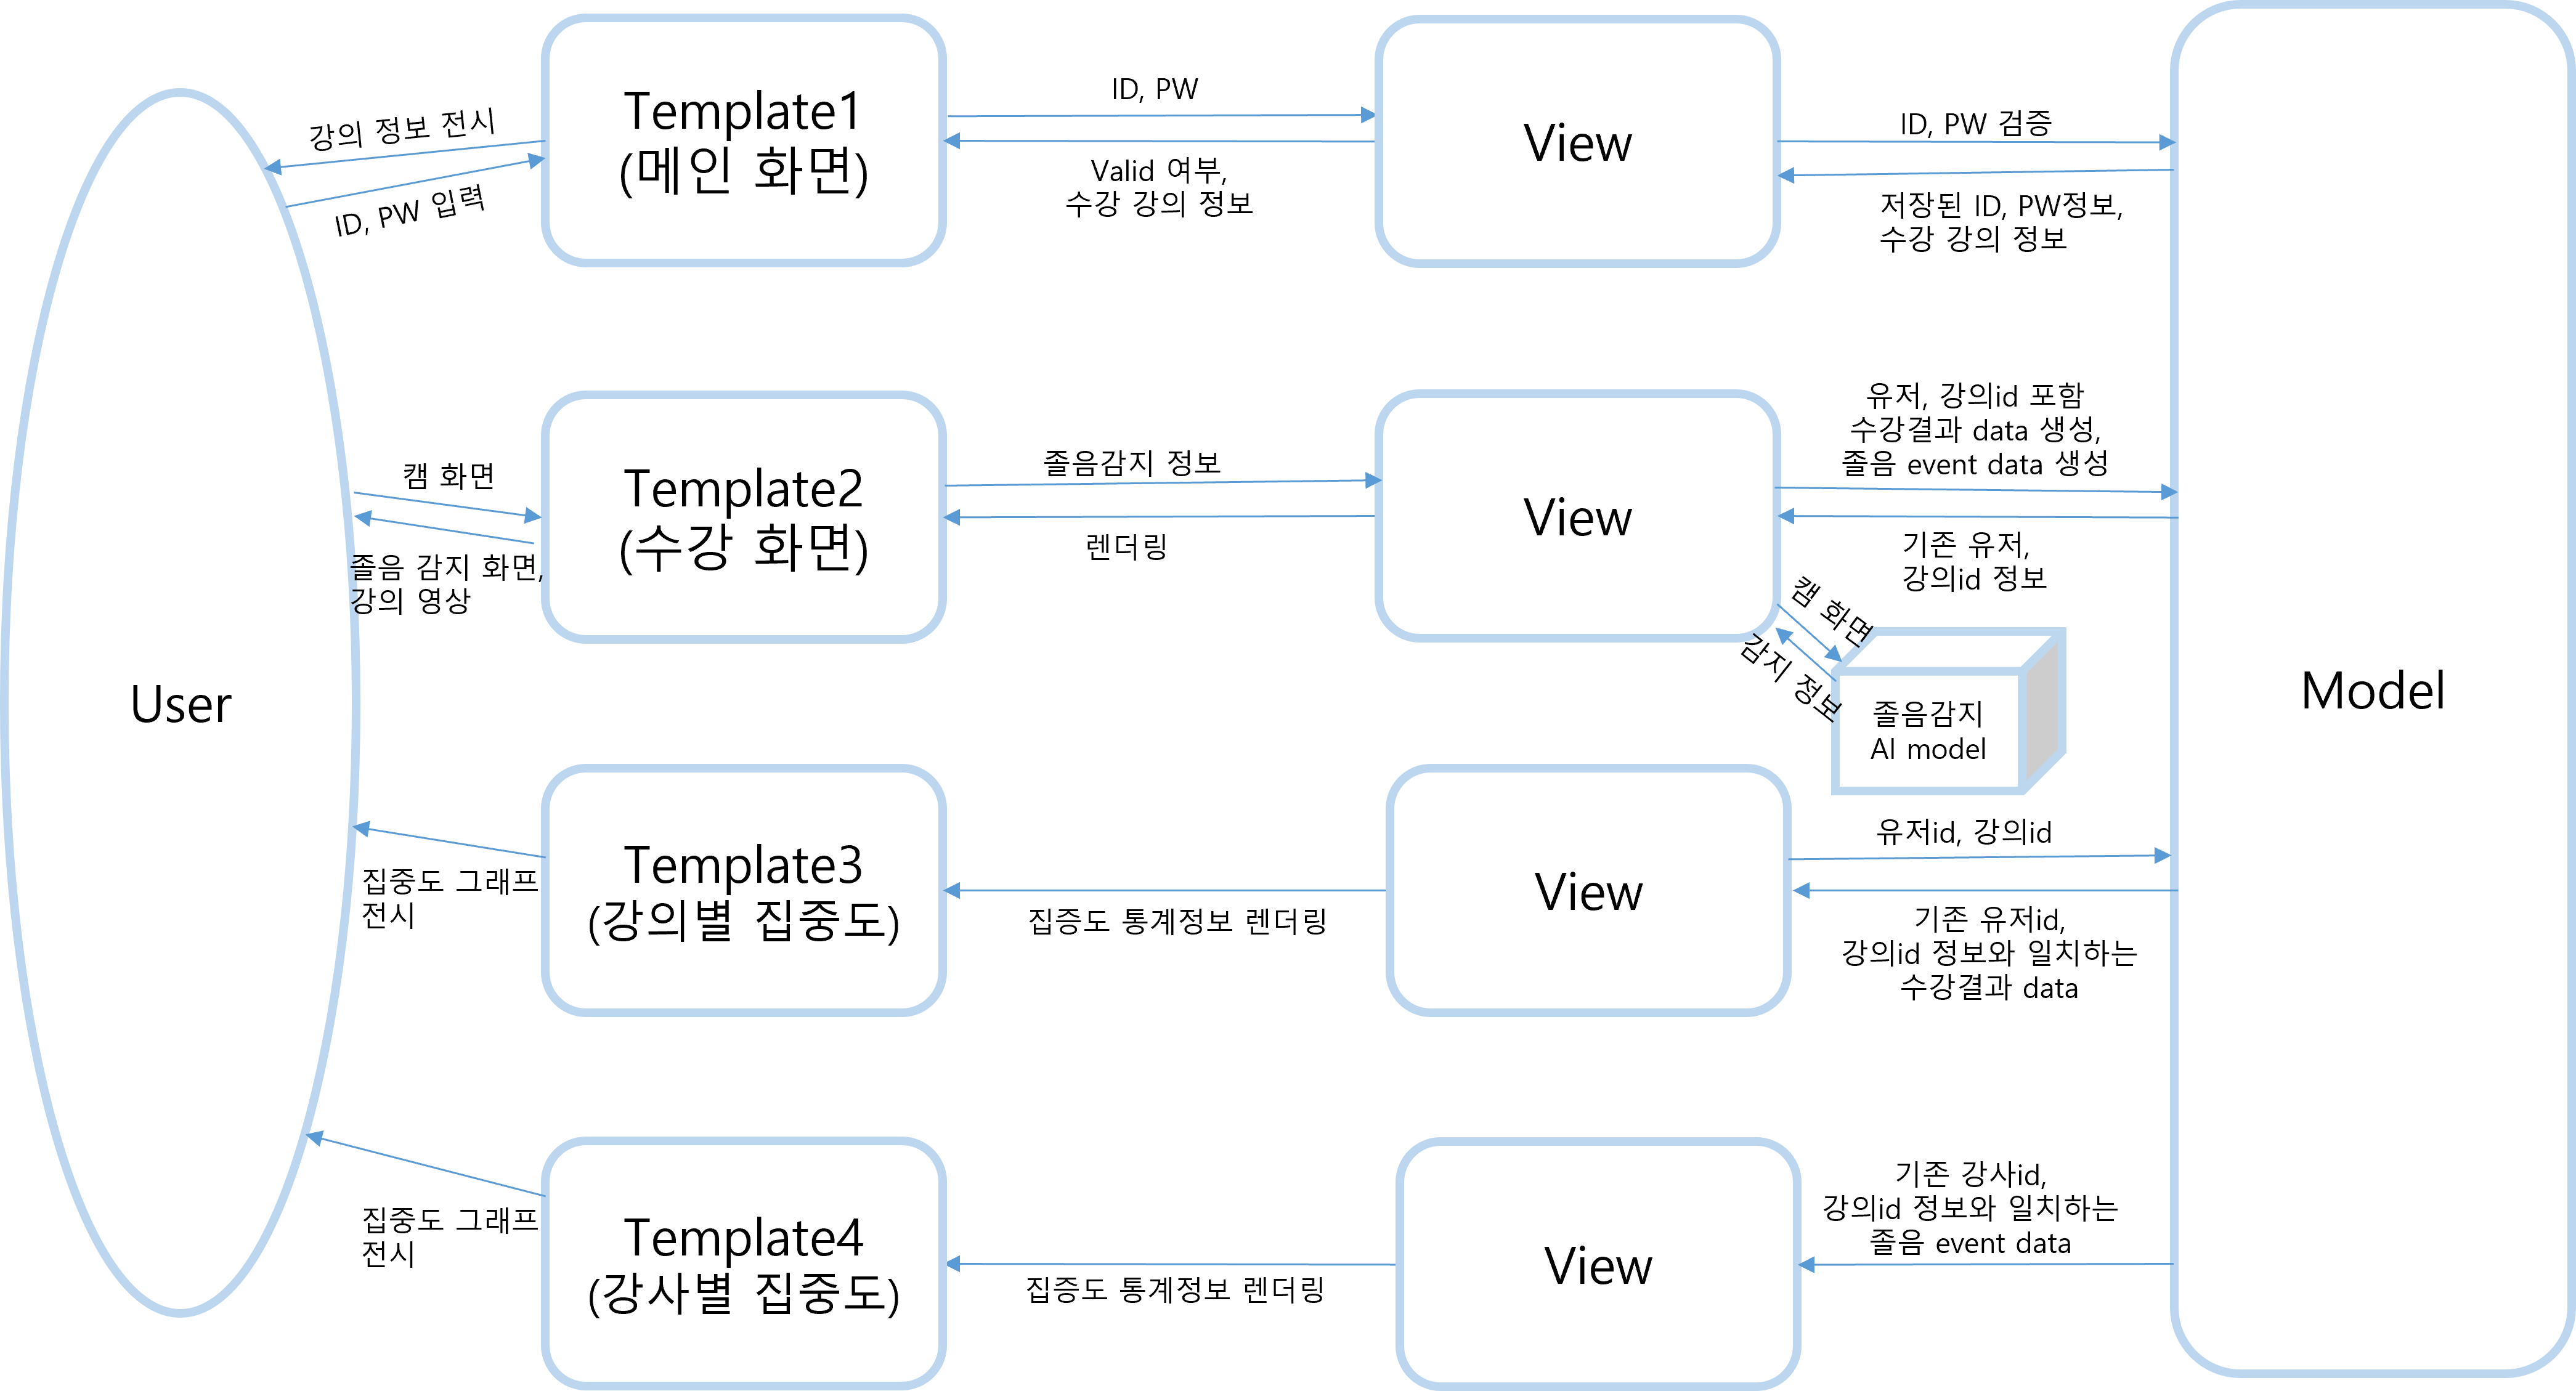 강의 정보 전시
ID, PW 입력
Template1
(메인 화면)
ID, PW
Valid 여부,
수강 강의 정보
View
ID, PW 검증
저장된 ID, PW정보,
수강 강의 정보
캠 화면
졸음 감지 화면,
강의 영상
Template2
(수강 화면)
졸음감지 정보
렌더링
View
유저, 강의id 포함
수강결과 data 생성,
졸음 event data 생성
기존 유저,
강의id 정보
캠 화면
감지 정보
졸음감지
AI model
User
Model
집중도 그래프
전시
Template3
(강의별 집중도)
집증도 통계정보 렌더링
View
유저id, 강의id
기존 유저id,
강의id 정보와 일치하는
수강결과 data
집중도 그래프
전시
Template4
(강사별 집중도)
집증도 통계정보 렌더링
View
기존 강사id,
강의id 정보와 일치하는
졸음 event data